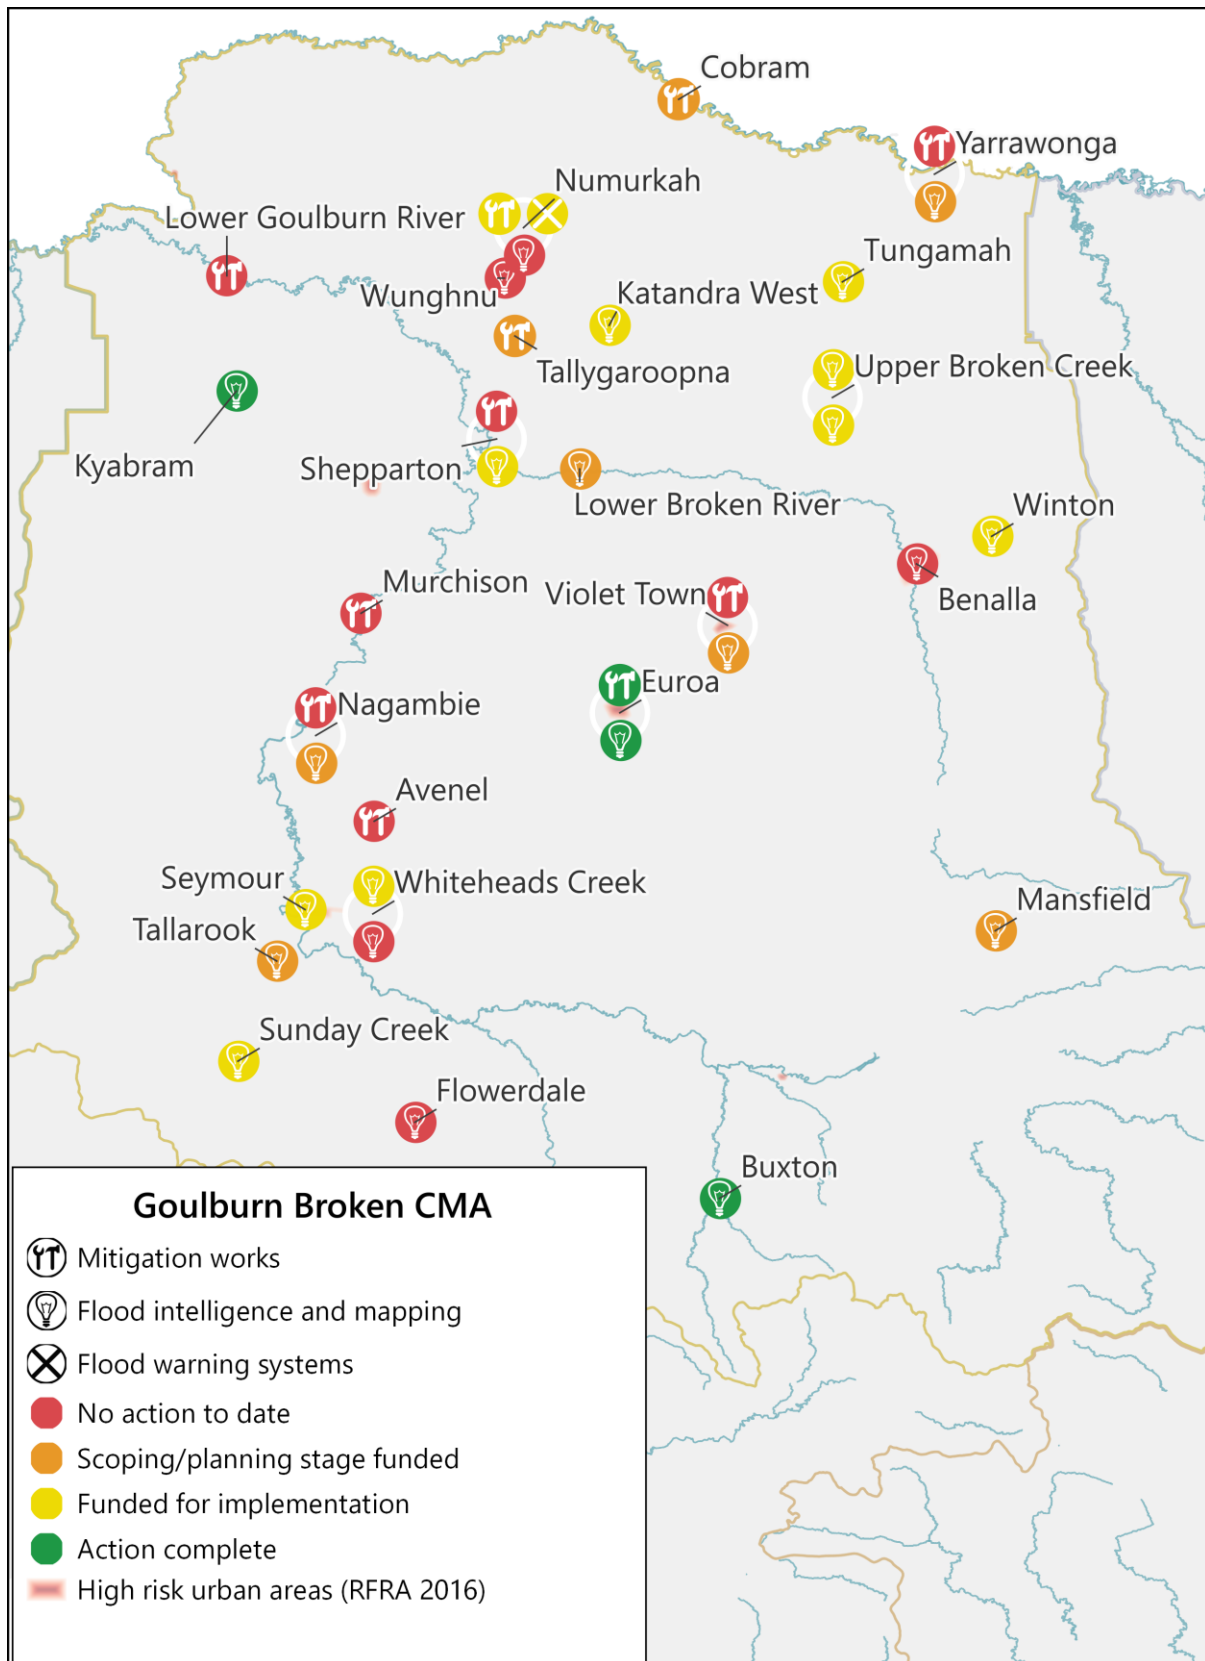 Cobram
Yarrawonga
Numurkah
Lower Goulburn River
Tungamah
Wunghnu
Katandra West
Tallygaroopna
Upper Broken Creek
Kyabram
Shepparton
Lower Broken River
Winton
Murchison
Violet Town
Benalla
Euroa
Nagambie
Avenel
Seymour
Whiteheads Creek
Mansfield
Tallarook
Sunday Creek
Flowerdale
Buxton
Goulburn Broken CMA
Mitigation works
Flood intelligence and mapping
Flood warning systems
No action to date
Scoping/planning stage funded
Funded for implementation
Action complete
High risk urban areas (RFRA 2016)